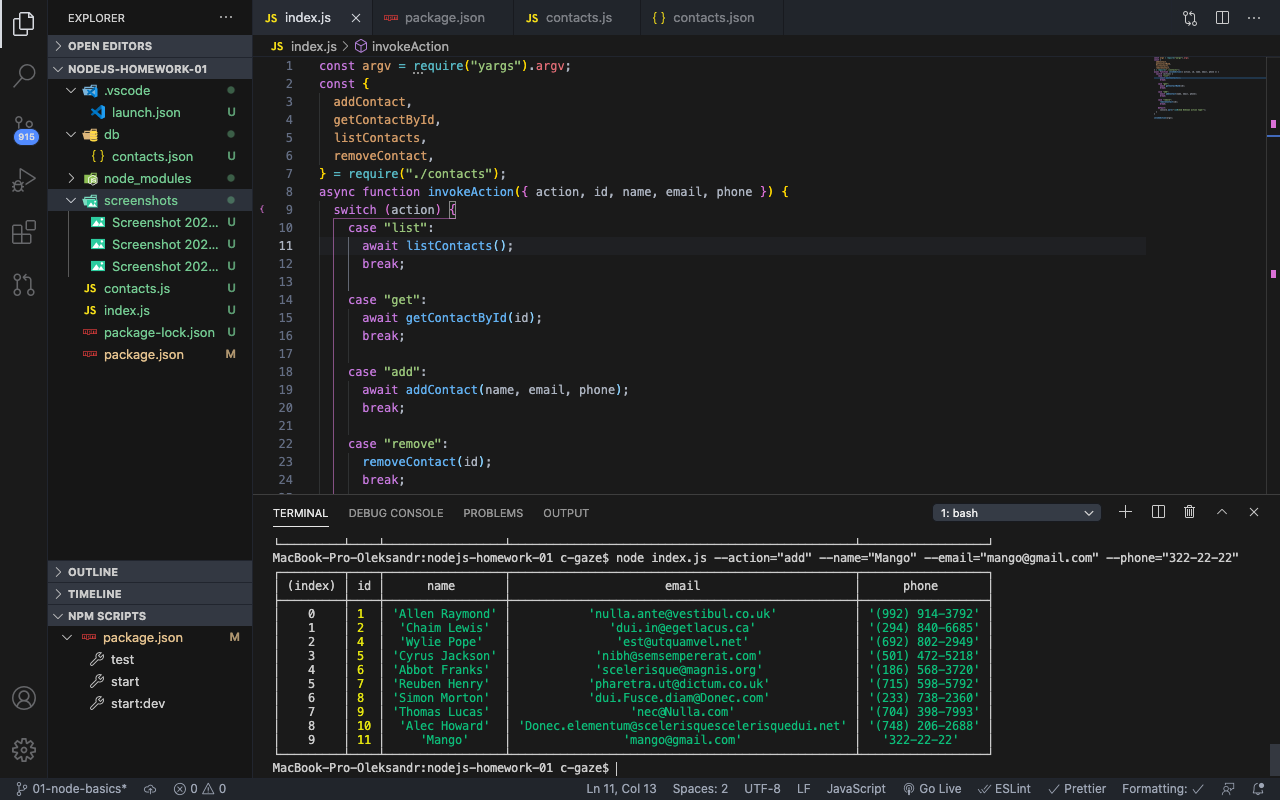 EXPLORER
OPEN EDITORS
NODEJS-HOMEWORK-01
.vscode
launch.json U
db
contacts.json U
node_modules
screenshots
Screenshot 202... U
Screenshot 202... U
Screenshot 202... U
contacts.js U
index.js U
package-lock.json U
package.json M
915
OUTLINE
TIMELINE
NPM SCRIPTS
package.json M
test
start
start:dev
JS index.js
package.json
JS contacts.js
{} contacts.json
JS index.js > invokeAction
1 const argv = require("yargs").argv;
2 const {
3 addContact,
4 getContactById,
5 listContacts,
6 removeContact,
7 } = require("./contacts");
8 async function invokeAction({ action, id, name, email, phone }) {
9 switch (action) {
10 case "list":
11 await listContacts();
12 break;
13
14 case "get":
15 await getContactById(id);
16 break;
17
18 case "add":
19 await addContact(name, email, phone);
20 break;
21
22 case "remove":
23 removeContact(id);
24 break;
TERMINAL DEBUG CONSOLE PROBLEMS OUTPUT 1: bash
MacBook-Pro-Oleksandr:nodejs-homework-01 c-gaze$ node index.js --action="add" --name="Mango" --email="mango@gmail.com" --phone="322-22-22"
(index) id name email phone
0 1 'Allen Raymond' 'nulla.ante@vestibul.co.uk' '(992) 914-3792'
1 2 'Chaim Lewis' 'dui.in@egetlacus.ca' '(294) 840-6685'
2 4 'Wylie Pope' 'est@utquamvel.net' '(692) 802-2949'
3 5 'Cyrus Jackson' 'nibh@semsempererat.com' '(501) 472-5218'
4 6 'Abbot Franks' 'scelerisque@magnis.org' '(186) 568-3720'
5 7 'Reuben Henry' 'pharetra.ut@dictum.co.uk' '(715) 598-5792'
6 8 'Simon Morton' 'dui.Fusce.diam@Donec.com' '(233) 738-2360'
7 9 'Thomas Lucas' 'nec@Nulla.com' '(704) 398-7993'
8 10 'Alec Howard' 'Donec.elementum@scelerisquescelerisquedui.net' '(748) 206-2688'
9 11 'Mango' 'mango@gmail.com' '322-22-22'
MacBook-Pro-Oleksandr:nodejs-homework-01 c-gaze$
01-node-basics* 0 0 Ln 11, Col 13 Spaces: 2 UTF-8 LF JavaScript Go Live ESLint Prettier Formatting: